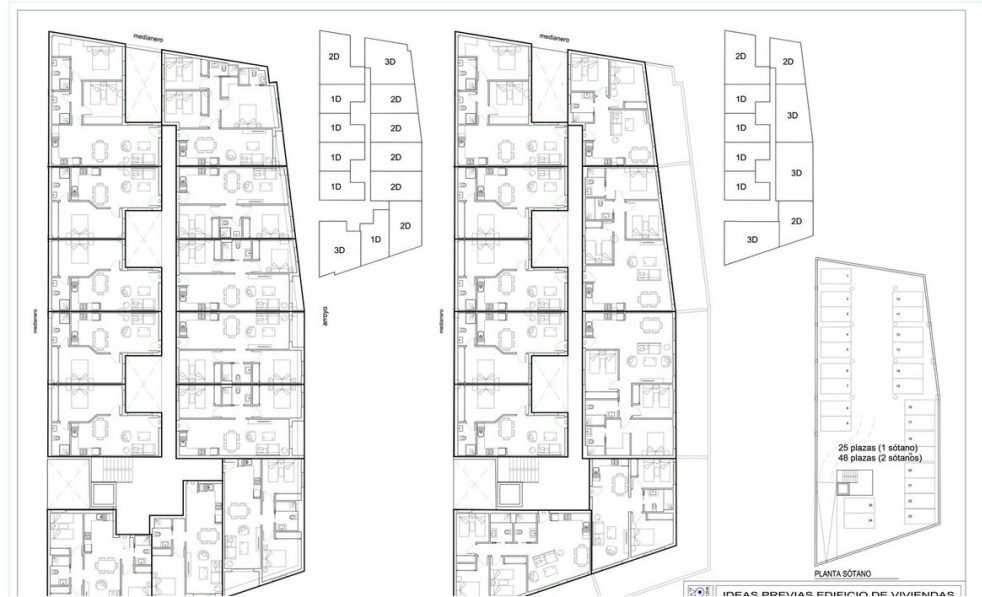 medianero
medianero
arroyo
2D
3D
1D
2D
1D
2D
1D
2D
1D
2D
2D
1D
3D
medianero
medianero
2D
2D
1D
3D
1D
1D
3D
1D
2D
3D
25 plazas (1 sótano)
48 plazas (2 sótanos)
PLANTA SÓTANO
IDEAS PREVIAS EDIFICIO DE VIVIENDAS